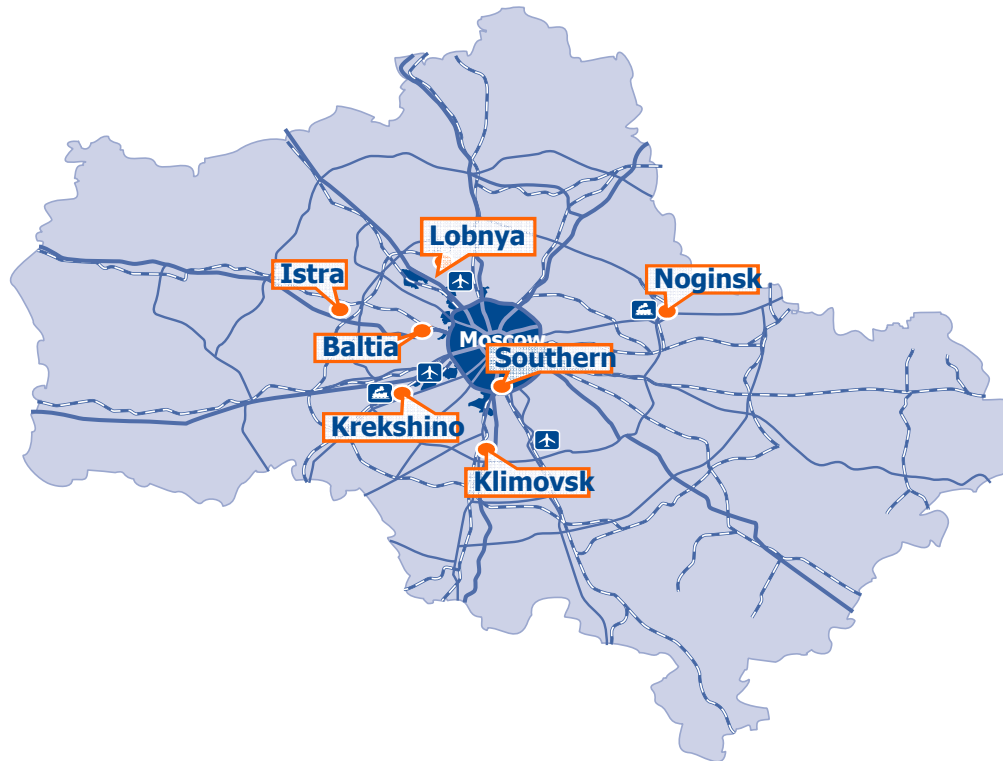 Lobnya
Istra
Noginsk
Moscow
Baltia
Southern
Krekshino
Klimovsk